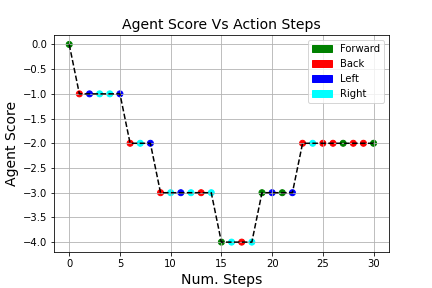 Agent Score Vs Action Steps
0.0
−0.5
−1.0
−1.5
−2.0
−2.5
−3.0
−3.5
−4.0
Agent Score
Forward
Back
Left
Right
0 5 10 15 20 25 30
Num. Steps